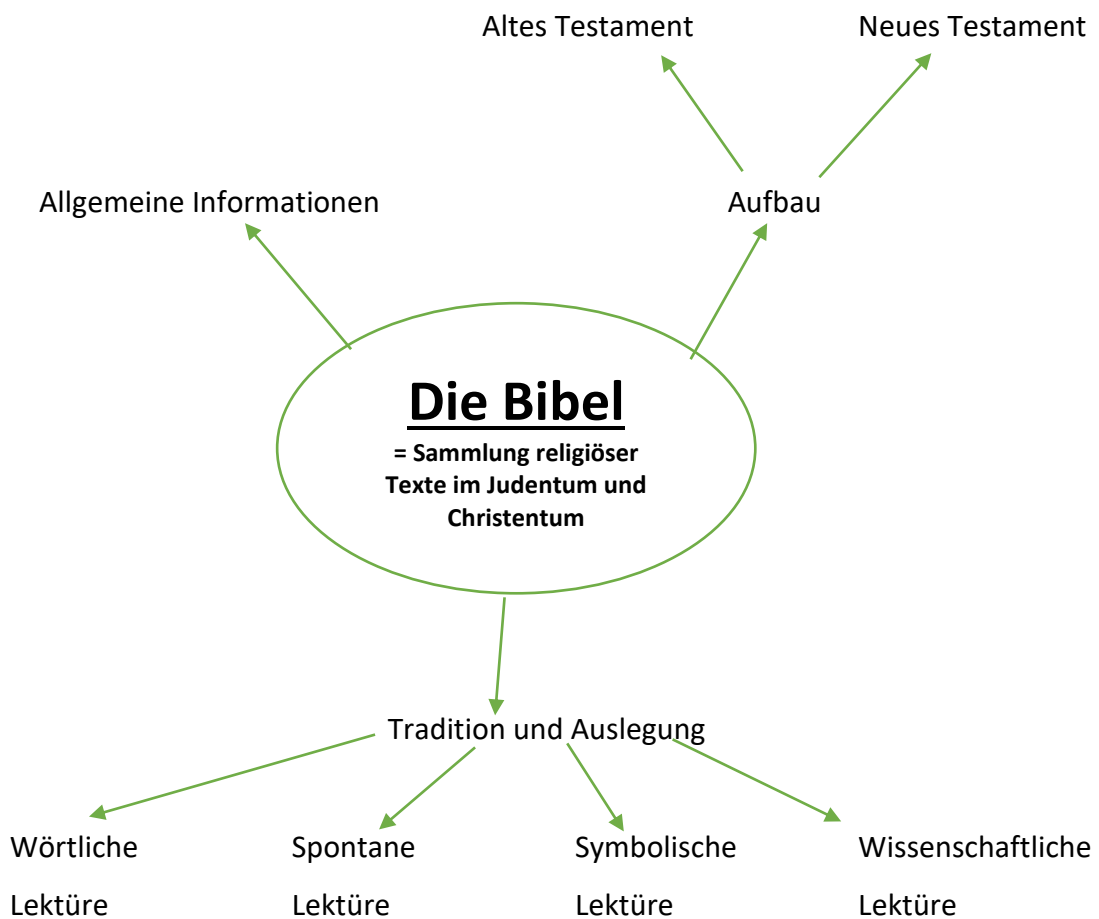 Altes Testament
Neues Testament
Allgemeine Informationen
Aufbau
Die Bibel
= Sammlung religiöser
Texte im Judentum und
Christentum
Tradition und Auslegung
Wörtliche
Lektüre
Spontane
Lektüre
Symbolische
Lektüre
Wissenschaftliche
Lektüre